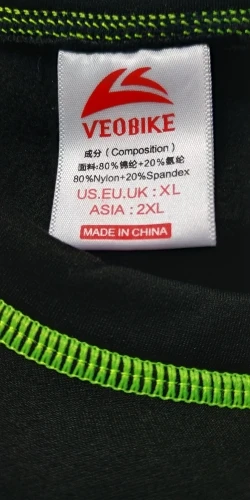 VEOBIKE
成分 (Composition)
面料:80%锦纶+20%氨纶
80%Nylon+20%Spandex
US.EU.UK : XL
ASIA : 2XL
MADE IN CHINA